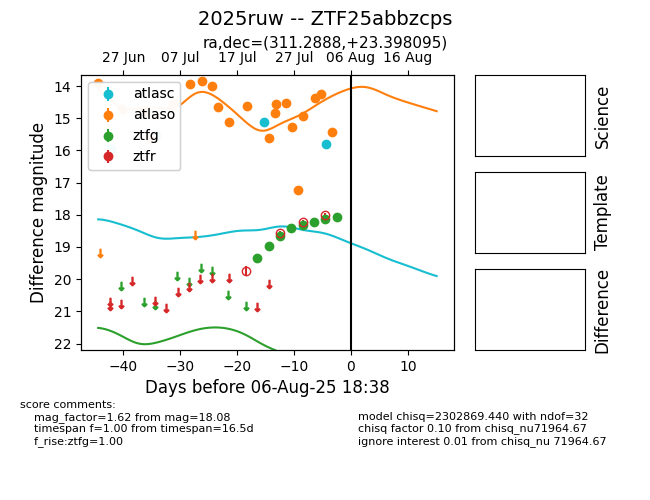 2025ruw -- ZTF25abbzcps
ra,dec=(311.2888,+23.398095)
27 Jun 07 Jul 17 Jul 27 Jul 06 Aug 16 Aug
atlasc
atlaso
ztfg
ztfr
14
15
16
17
18
19
20
21
22
Difference magnitude
−40 −30 −20 −10 0 10
Days before 06-Aug-25 18:38
Science
Template
Difference
score comments:
mag_factor=1.62 from mag=18.08
timespan f=1.00 from timespan=16.5d
f_rise:ztfg=1.00
model chisq=2302869.440 with ndof=32
chisq factor 0.10 from chisq_nu71964.67
ignore interest 0.01 from chisq_nu 71964.67